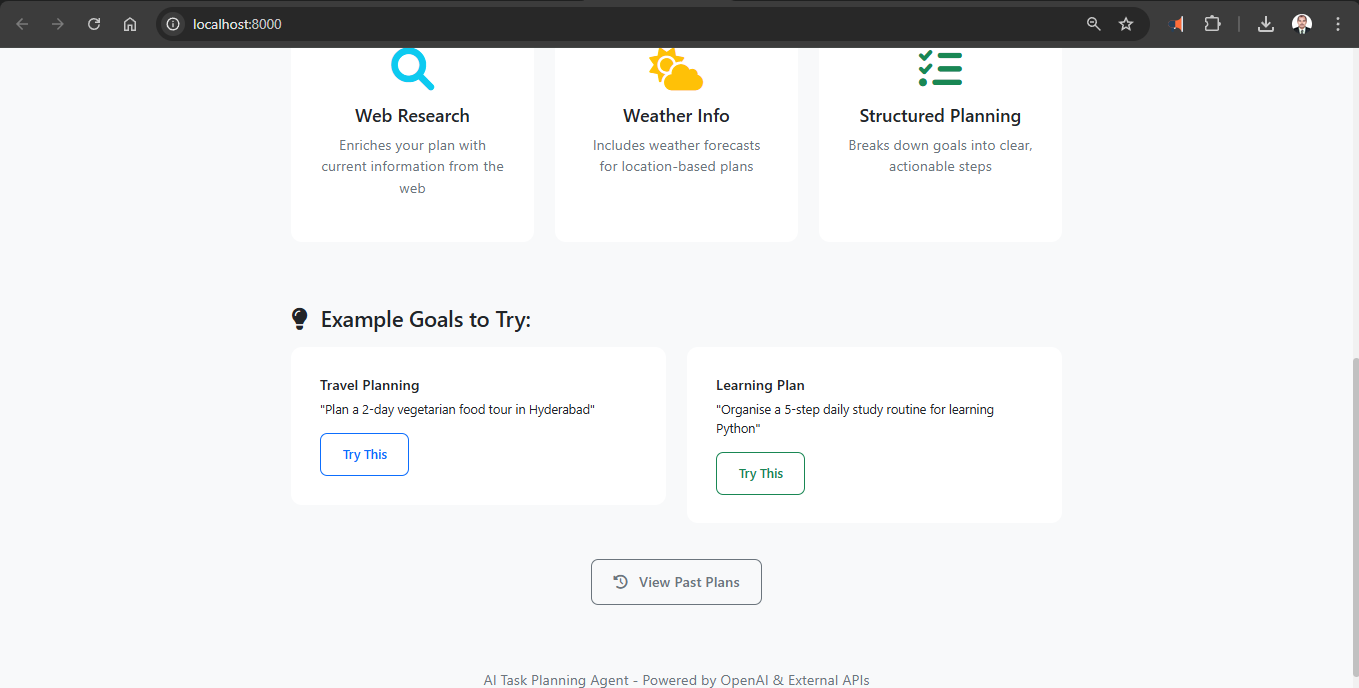 localhost:8000
Web Research
Enriches your plan with
current information from the
web
Weather Info
Includes weather forecasts
for location-based plans
Structured Planning
Breaks down goals into clear,
actionable steps
Example Goals to Try:
Travel Planning
"Plan a 2-day vegetarian food tour in Hyderabad"
Try This
Learning Plan
"Organise a 5-step daily study routine for learning
Python"
Try This
View Past Plans
AI Task Planning Agent - Powered by OpenAI & External APIs